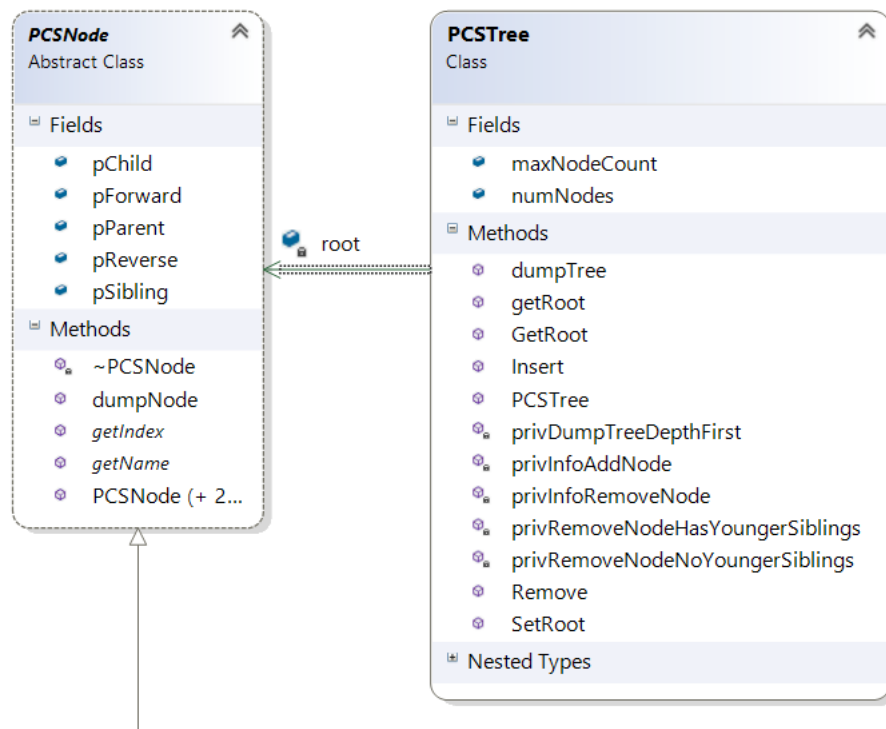 PCSNode
Abstract Class
Fields
pChild
pForward
pParent
pReverse
pSibling
Methods
~PCSNode
dumpNode
getIndex
getName
PCSNode (+ 2...
root
PCSTree
Class
Fields
maxNodeCount
numNodes
Methods
dumpTree
getRoot
GetRoot
Insert
PCSTree
privDumpTreeDepthFirst
privInfoAddNode
privInfoRemoveNode
privRemoveNodeHasYoungerSiblings
privRemoveNodeNoYoungerSiblings
Remove
SetRoot
Nested Types